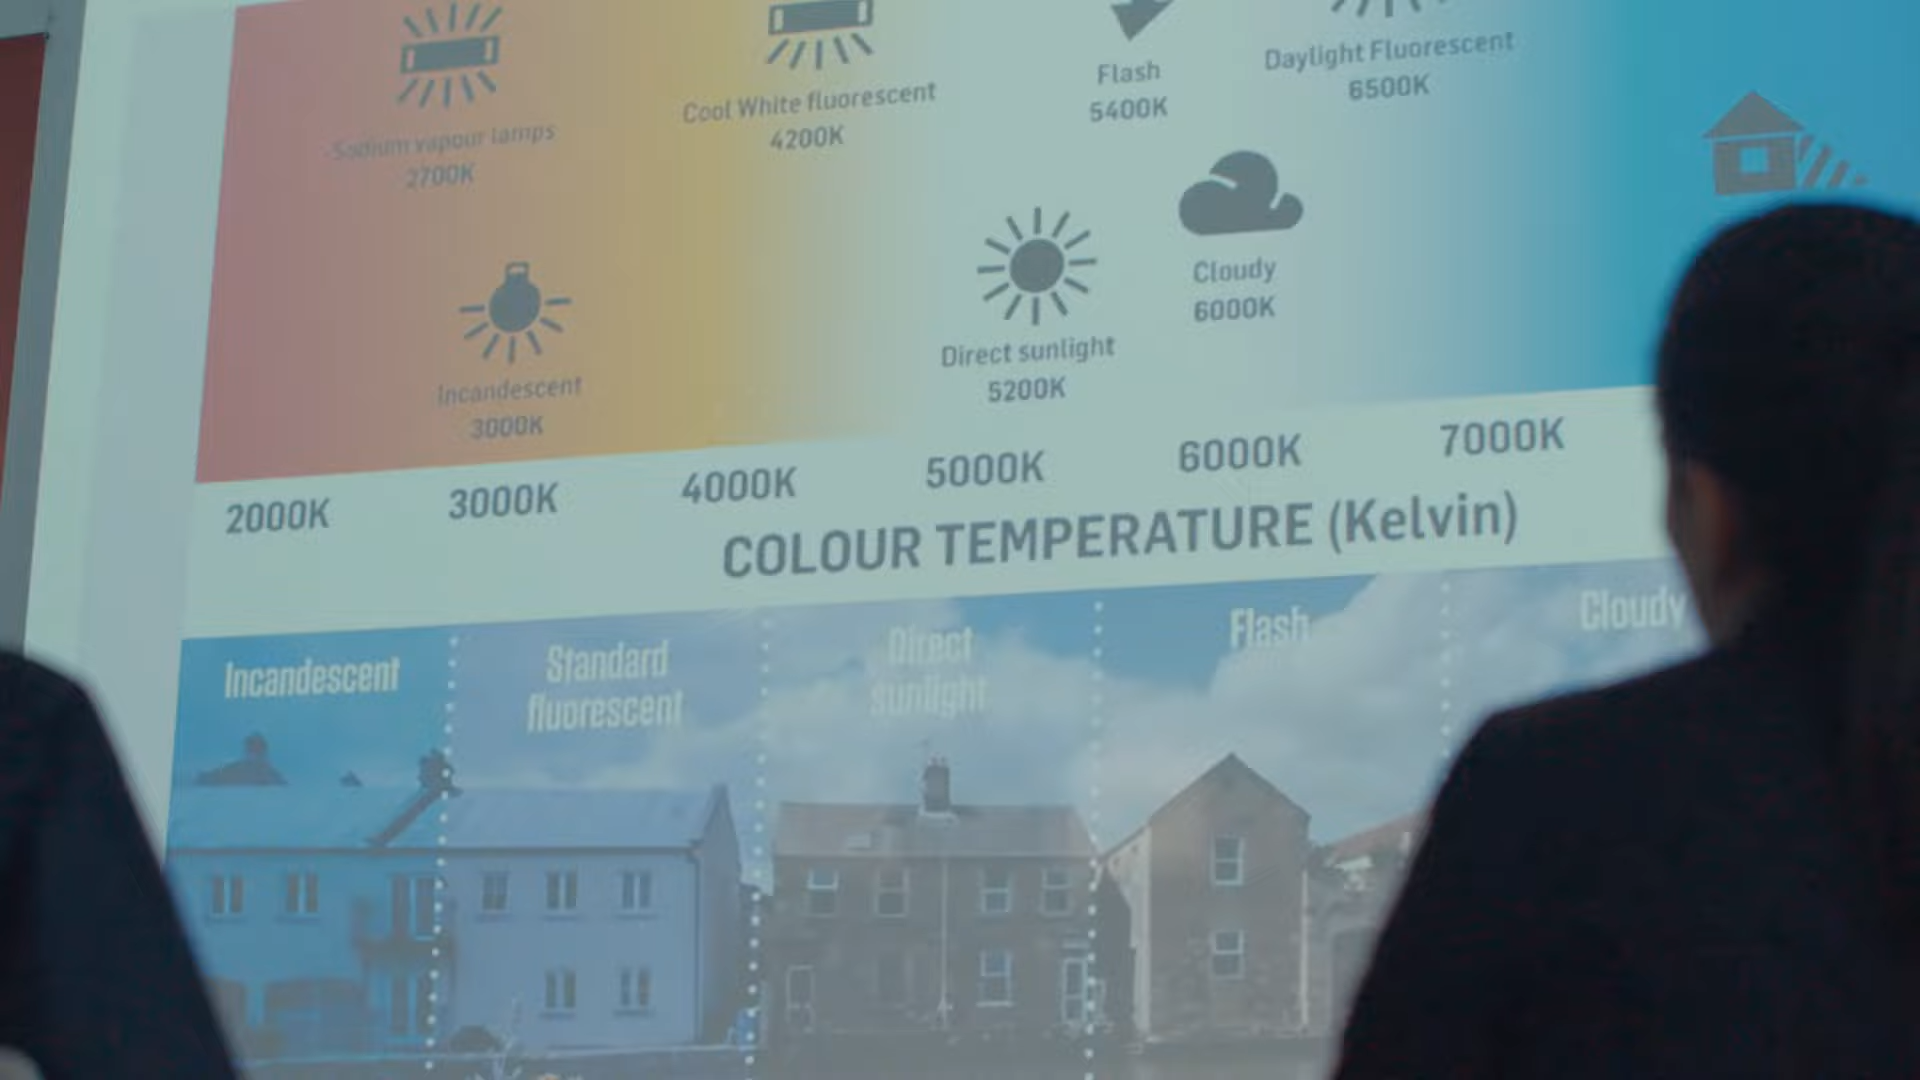 Sodium vapour lamps
2700K
Cool White fluorescent
4200K
Flash
5400K
Daylight Fluorescent
6500K
Incandescent
3000K
Direct sunlight
5200K
Cloudy
6000K
2000K 3000K 4000K 5000K 6000K 7000K
COLOUR TEMPERATURE (Kelvin)
Incandescent
Standard
fluorescent
Direct
sunlight
Flash
Cloudy